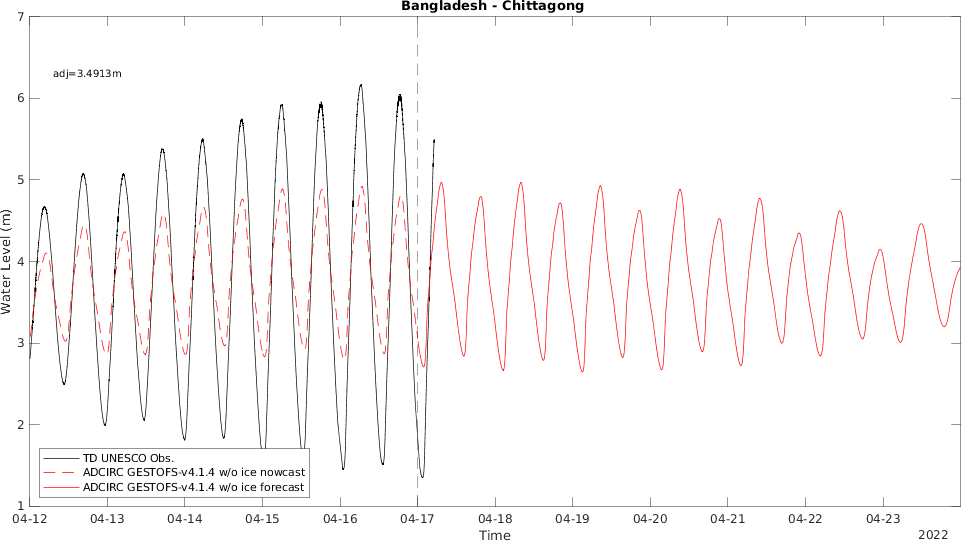 Bangladesh - Chittagong
7
adj=3.4913m
6
5
4
3
2
1
Water Level (m)
TD UNESCO Obs.
ADCIRC GESTOFS-v4.1.4 w/o ice nowcast
ADCIRC GESTOFS-v4.1.4 w/o ice forecast
04-12 04-13 04-14 04-15 04-16 04-17 04-18 04-19 04-20 04-21 04-22 04-23
Time
2022